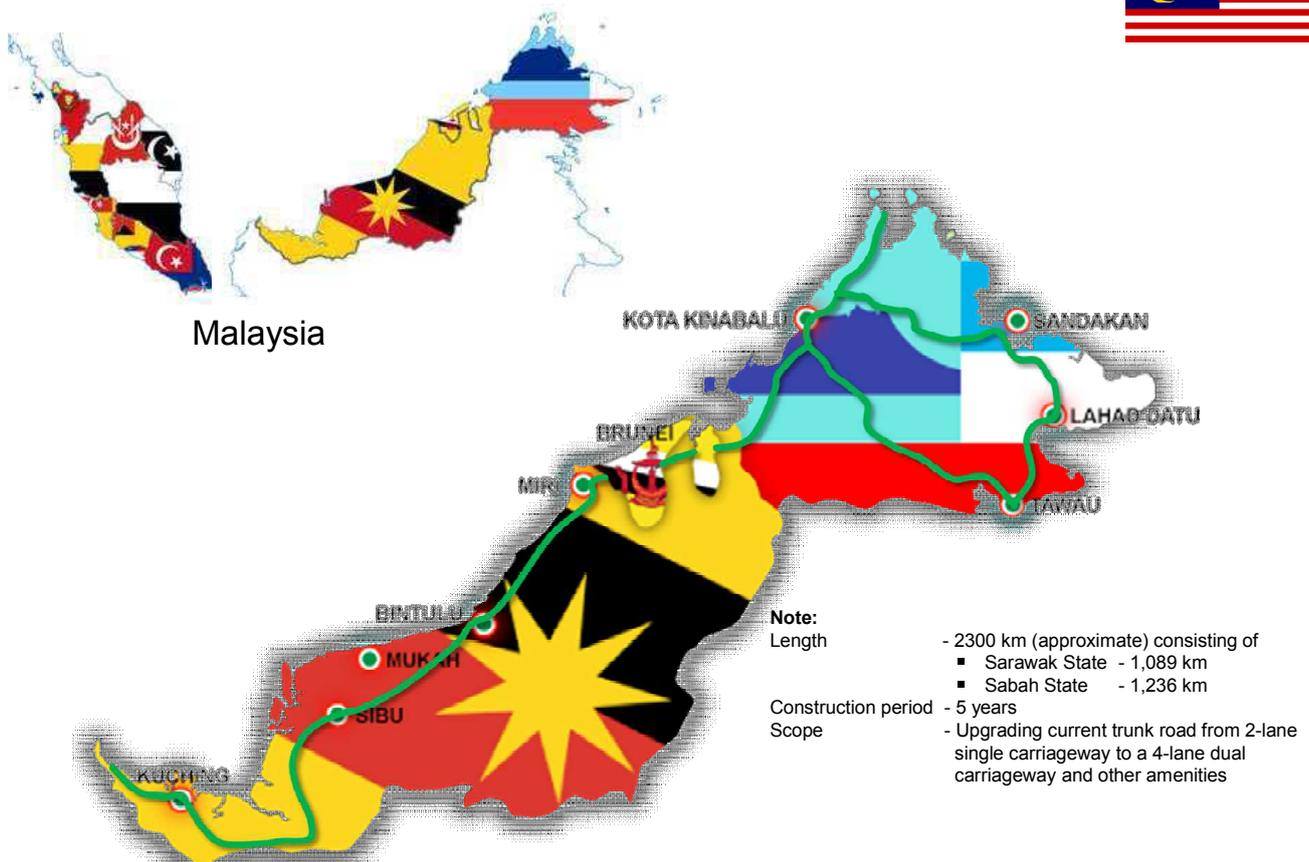 Malaysia
KOTA KINABALU
SANDAKAN
LAHAD DATU
BRUNEI
MIRI
TAWAU
BINTULU
MUKAH
SIBU
KUCHING
Note:
Length - 2300 km (approximate) consisting of
▪ Sarawak State - 1,089 km
▪ Sabah State - 1,236 km
Construction period - 5 years
Scope - Upgrading current trunk road from 2-lane
single carriageway to a 4-lane dual
carriageway and other amenities